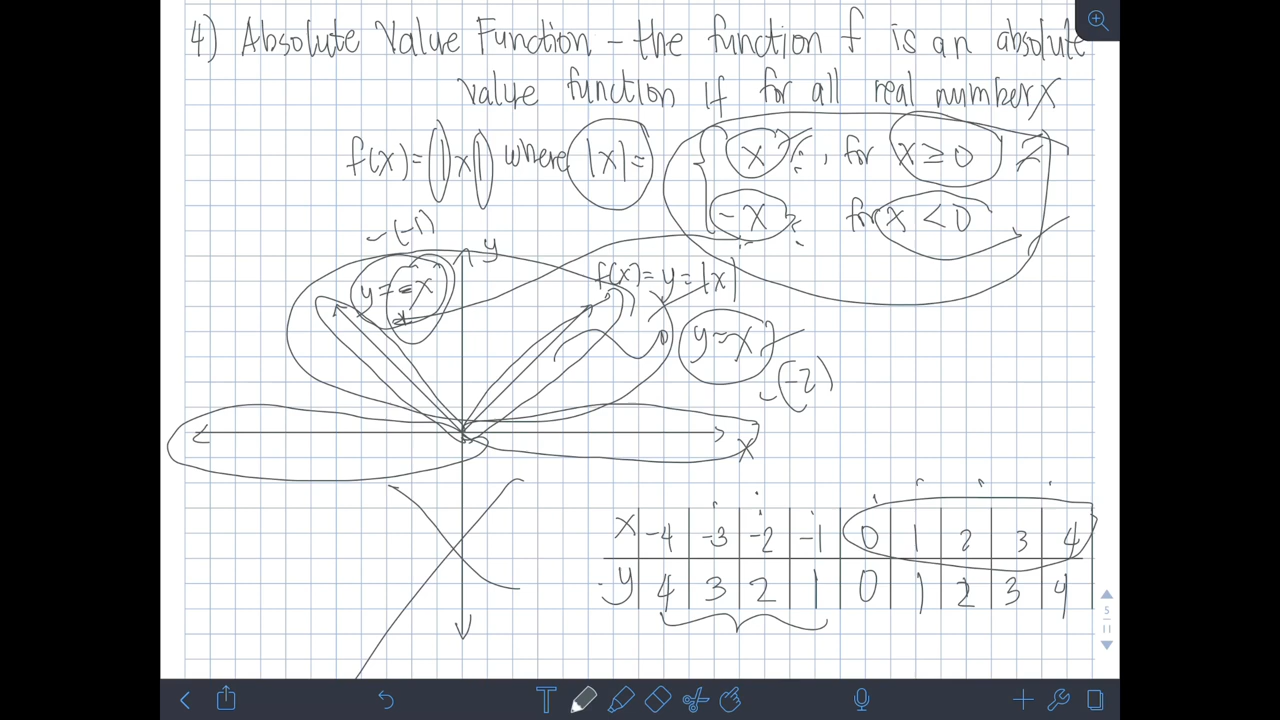 4) Absolute Value Function - the function f is an absolute
value function if for all real number x
f(x) = |x| where |x| = { x, for x ≥ 0
-x for x < 0
-(-1)
y
y = -x
f(x) = y = |x|
y = x
-(-2)
x
x -4 -3 -2 -1 0 1 2 3 4
y 4 3 2 1 0 1 2 3 4
5
11
T